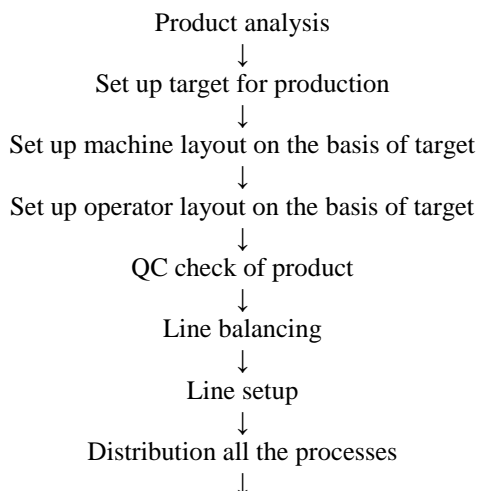 Product analysis
↓
Set up target for production
↓
Set up machine layout on the basis of target
↓
Set up operator layout on the basis of target
↓
QC check of product
↓
Line balancing
↓
Line setup
↓
Distribution all the processes
↓